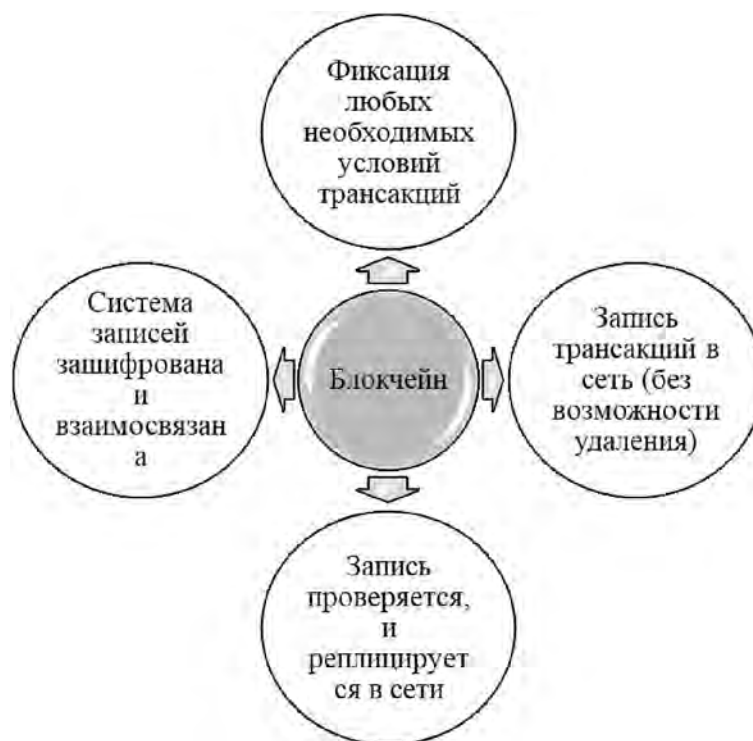 Фиксация
любых
необходимых
условий
трансакций
Система
записей
зашифрована
и
взаимосвязан
а
Блокчейн
Запись
трансакций в
сеть (без
возможности
удаления)
Запись
проверяется,
и
реплицирует
ся в сети